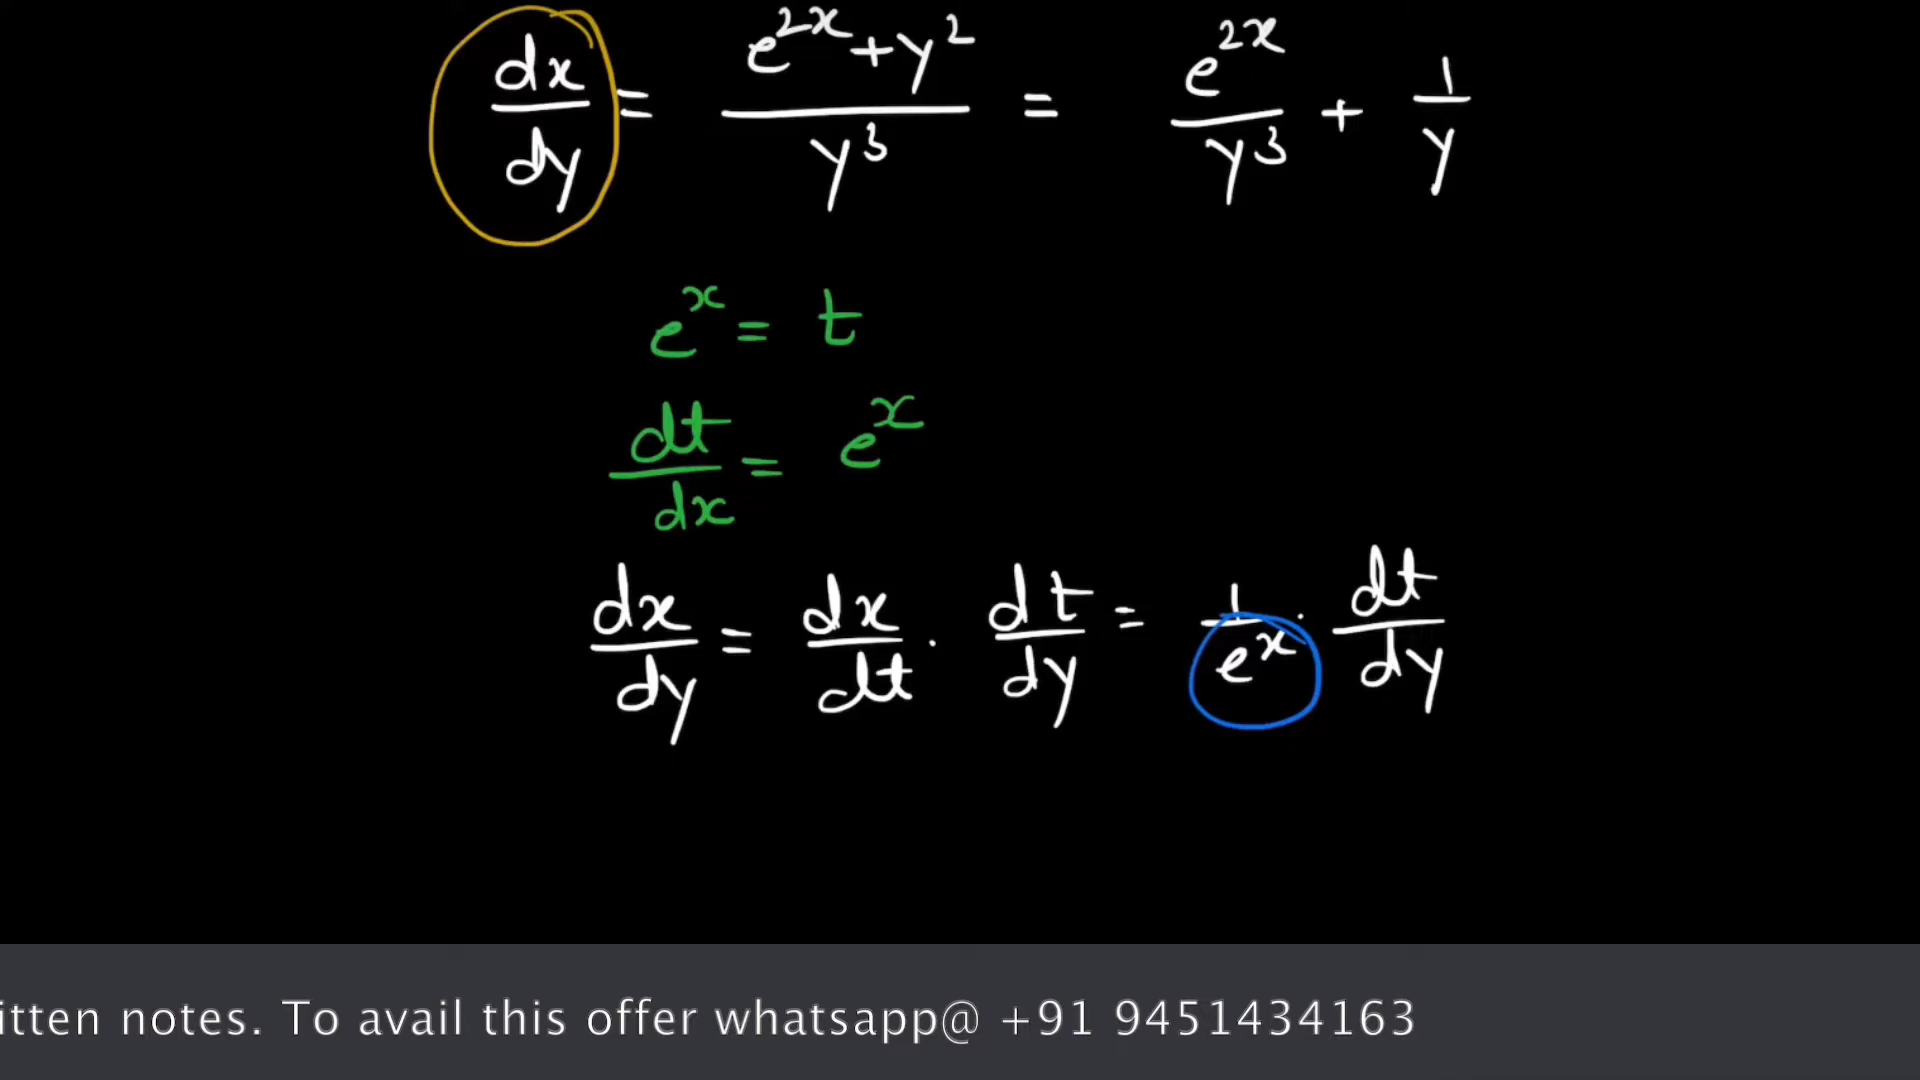 dx/dy = (e^{2x} + y^2)/y^3 = e^{2x}/y^3 + 1/y
e^x = t
dt/dx = e^x
dx/dy = dx/dt · dt/dy = 1/e^x · dt/dy
itten notes. To avail this offer whatsapp@ +91 9451434163